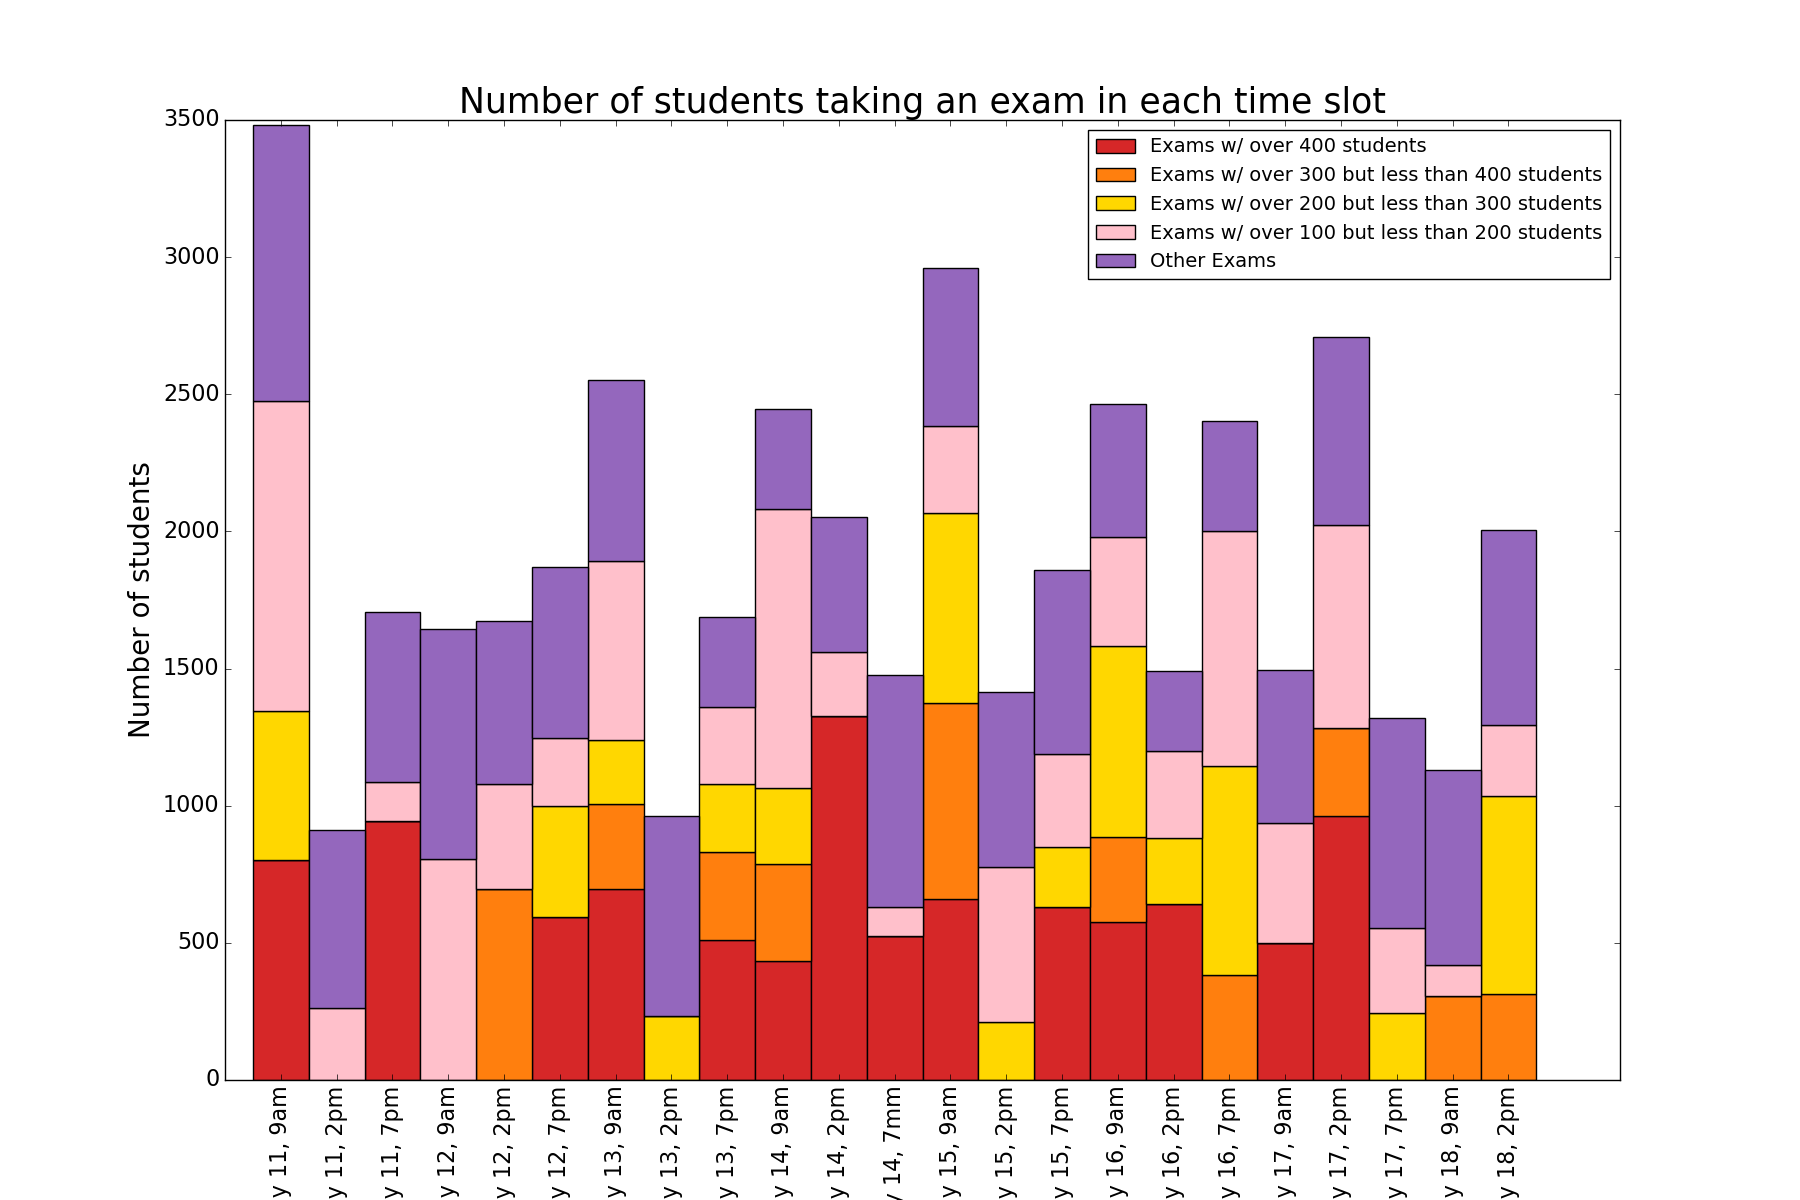 Number of students taking an exam in each time slot
Number of students
3500
3000
2500
2000
1500
1000
500
0
Exams w/ over 400 students
Exams w/ over 300 but less than 400 students
Exams w/ over 200 but less than 300 students
Exams w/ over 100 but less than 200 students
Other Exams
y 11, 9am
y 11, 2pm
y 11, 7pm
y 12, 9am
y 12, 2pm
y 12, 7pm
y 13, 9am
y 13, 2pm
y 13, 7pm
y 14, 9am
y 14, 2pm
y 14, 7mm
y 15, 9am
y 15, 2pm
y 15, 7pm
y 16, 9am
y 16, 2pm
y 16, 7pm
y 17, 9am
y 17, 2pm
y 17, 7pm
y 18, 9am
y 18, 2pm